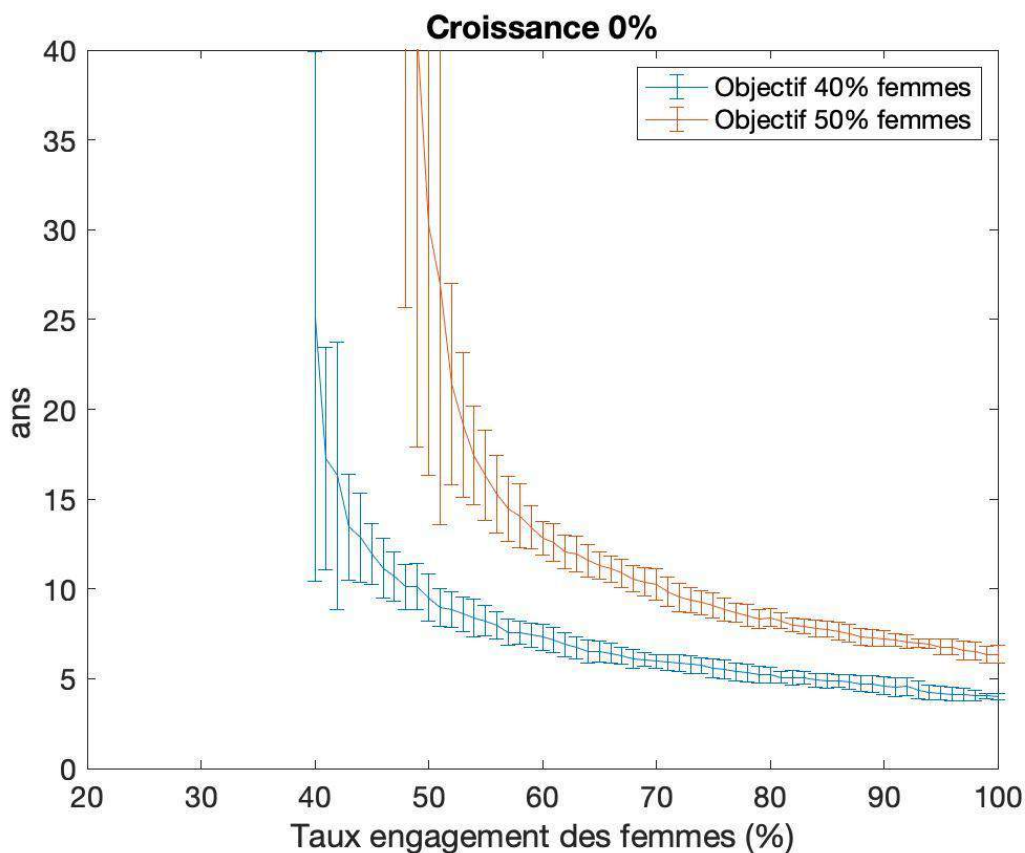 Croissance 0%
Objectif 40% femmes
Objectif 50% femmes
40
35
30
25
20
15
10
5
0
ans
20 30 40 50 60 70 80 90 100
Taux engagement des femmes (%)